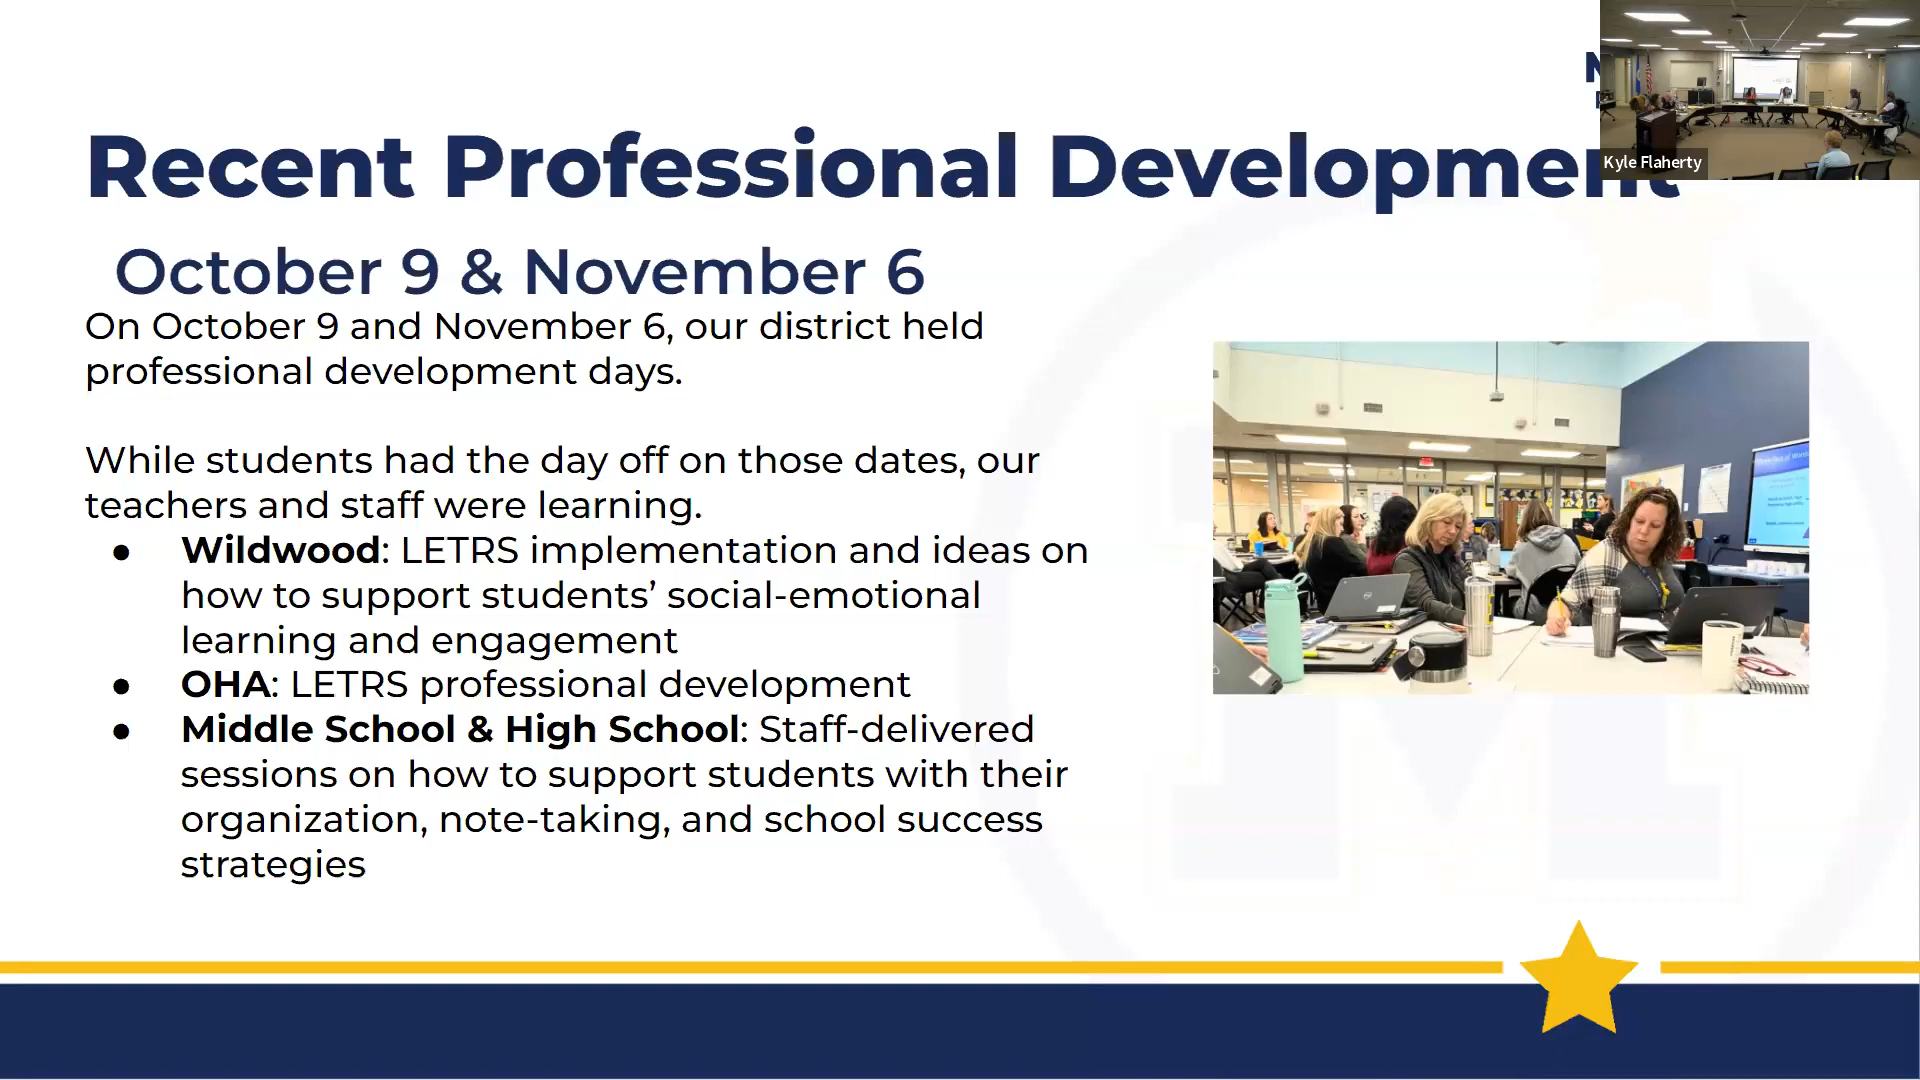 Recent Professional Development
Kyle Flaherty
October 9 & November 6
On October 9 and November 6, our district held
professional development days.
While students had the day off on those dates, our
teachers and staff were learning.
● Wildwood: LETRS implementation and ideas on
how to support students’ social-emotional
learning and engagement
● OHA: LETRS professional development
● Middle School & High School: Staff-delivered
sessions on how to support students with their
organization, note-taking, and school success
strategies